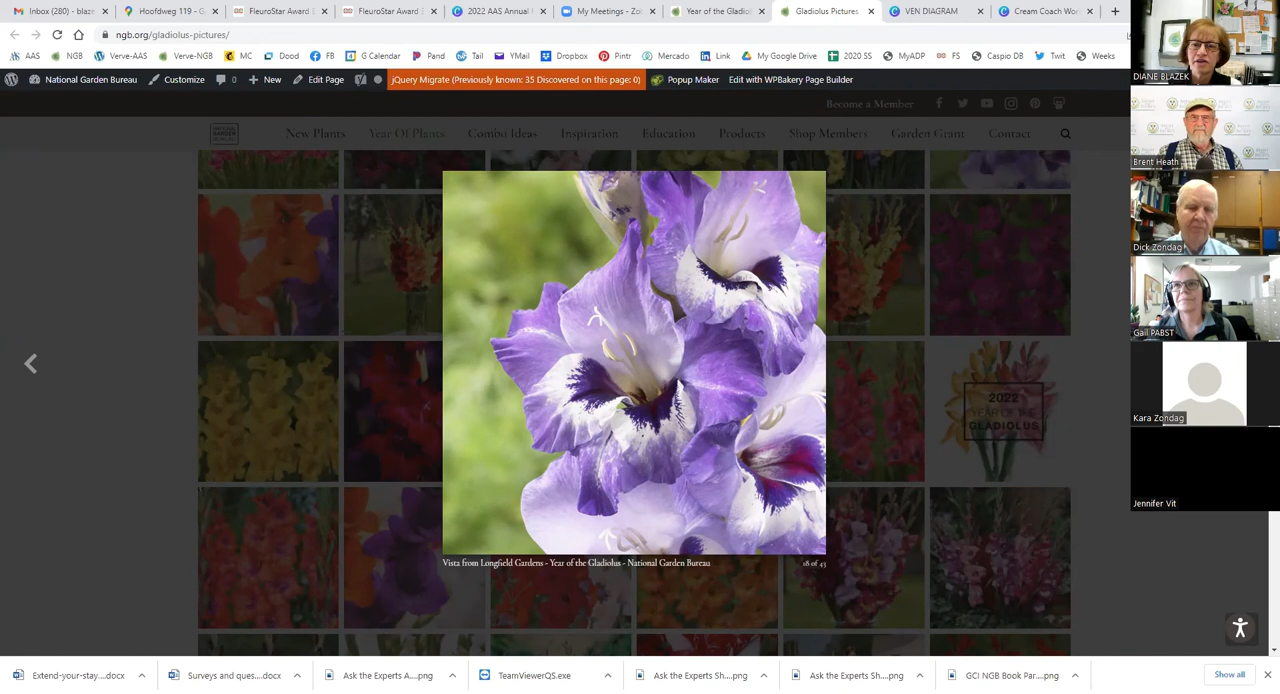 Inbox (280) - blaze
Hoofdweg 119 - G
FleuroStar Award E
FleuroStar Award E
2022 AAS Annual
My Meetings - Zo
Year of the Gladiol
Gladiolus Pictures
VEN DIAGRAM
Cream Coach Wo
ngb.org/gladiolus-pictures/
AAS
NGB
Verve-AAS
Verve-NGB
MC
Dood
FB
G Calendar
Pand
Tail
YMail
Dropbox
Pintr
Mercado
Link
My Google Drive
2020 SS
MyADP
FS
Caspio DB
Twit
Weeks
National Garden Bureau
Customize
0
New
Edit Page
jQuery Migrate (Previously known: 35 Discovered on this page: 0)
Popup Maker
Edit with WPBakery Page Builder
Become a Member
NATIONAL
GARDEN
BUREAU
New Plants
Year Of Plants
Combo Ideas
Inspiration
Education
Products
Shop Members
Garden Grant
Contact
2022
YEAR OF THE
GLADIOLUS
Vista from Longfield Gardens - Year of the Gladiolus - National Garden Bureau
18 of 43
DIANE BLAZEK
Brent Heath
Dick Zondag
Gail PABST
Kara Zondag
Jennifer Vit
Extend-your-stay....docx
Surveys and ques....docx
Ask the Experts A....png
TeamViewerQS.exe
Ask the Experts Sh....png
Ask the Experts Sh....png
GCI NGB Book Par....png
Show all